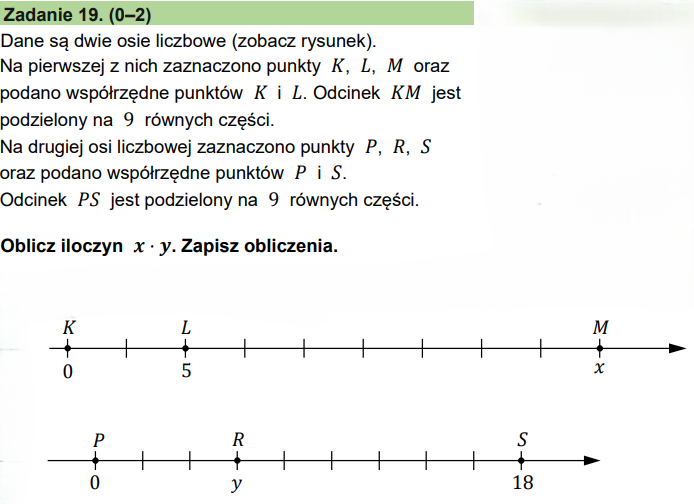 Zadanie 19. (0–2)
Dane są dwie osie liczbowe (zobacz rysunek).
Na pierwszej z nich zaznaczono punkty K, L, M oraz
podano współrzędne punktów K i L. Odcinek KM jest
podzielony na 9 równych części.
Na drugiej osi liczbowej zaznaczono punkty P, R, S
oraz podano współrzędne punktów P i S.
Odcinek PS jest podzielony na 9 równych części.
Oblicz iloczyn x · y. Zapisz obliczenia.
K L M
0 5 x
P R S
0 y 18